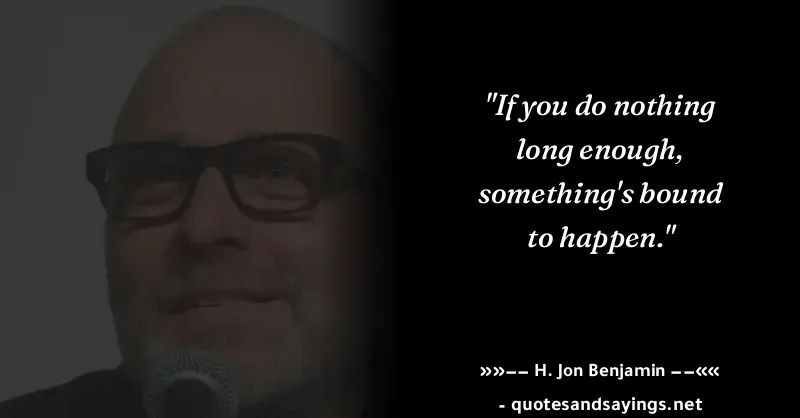 "If you do nothing
long enough,
something's bound
to happen."
»»−− H. Jon Benjamin −−««
- quotesandsayings.net